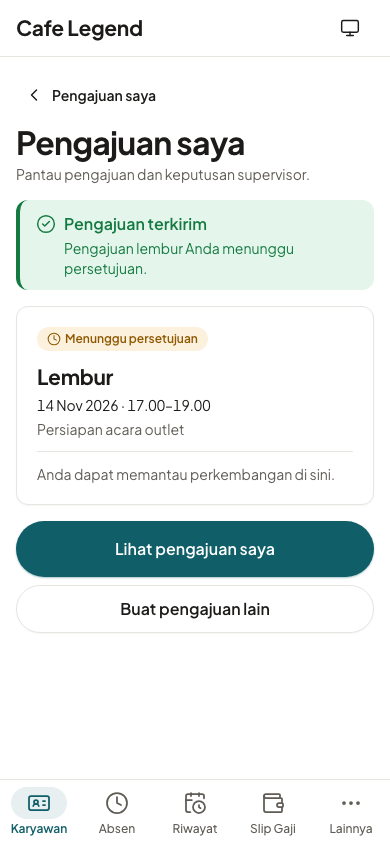 Cafe Legend
Pengajuan saya
Pengajuan saya
Pantau pengajuan dan keputusan supervisor.
Pengajuan terkirim
Pengajuan lembur Anda menunggu
persetujuan.
Menunggu persetujuan
Lembur
14 Nov 2026 · 17.00–19.00
Persiapan acara outlet
Anda dapat memantau perkembangan di sini.
Lihat pengajuan saya
Buat pengajuan lain
Karyawan
Absen
Riwayat
Slip Gaji
Lainnya